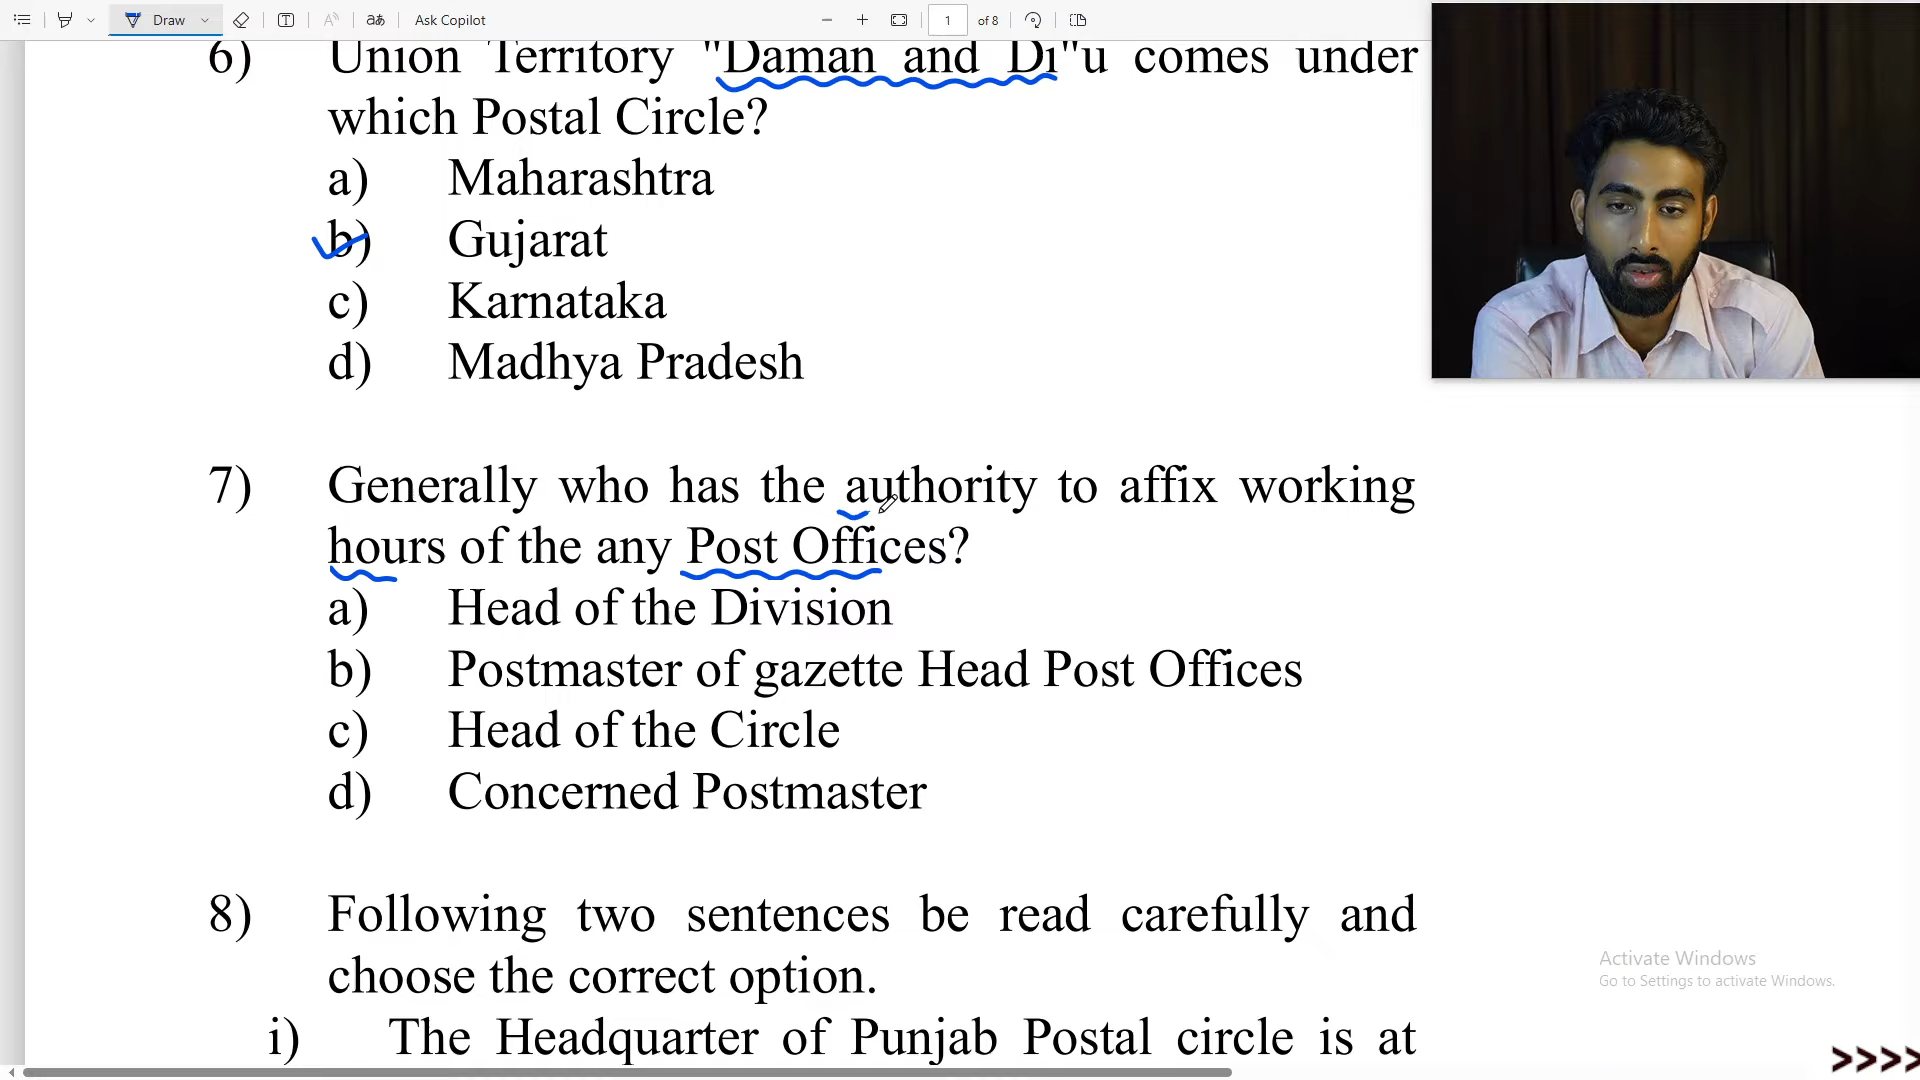 Draw
Ask Copilot
1 of 8
6) Union Territory "Daman and Di"u comes under
which Postal Circle?
a) Maharashtra
b) Gujarat
c) Karnataka
d) Madhya Pradesh
7) Generally who has the authority to affix working
hours of the any Post Offices?
a) Head of the Division
b) Postmaster of gazette Head Post Offices
c) Head of the Circle
d) Concerned Postmaster
8) Following two sentences be read carefully and
choose the correct option.
i) The Headquarter of Punjab Postal circle is at
Activate Windows
Go to Settings to activate Windows.
>>>>